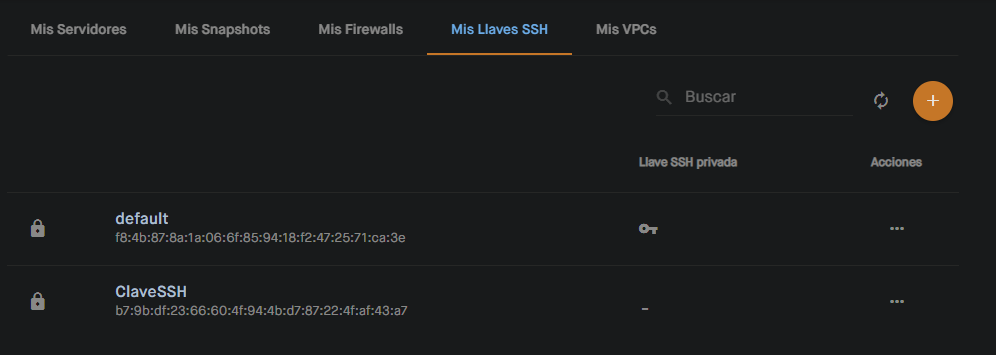 Mis Servidores Mis Snapshots Mis Firewalls Mis Llaves SSH Mis VPCs
Buscar
Llave SSH privada Acciones
default
f8:4b:87:8a:1a:06:6f:85:94:18:f2:47:25:71:ca:3e
ClaveSSH
b7:9b:df:23:66:60:4f:94:4b:d7:87:22:4f:af:43:a7
-